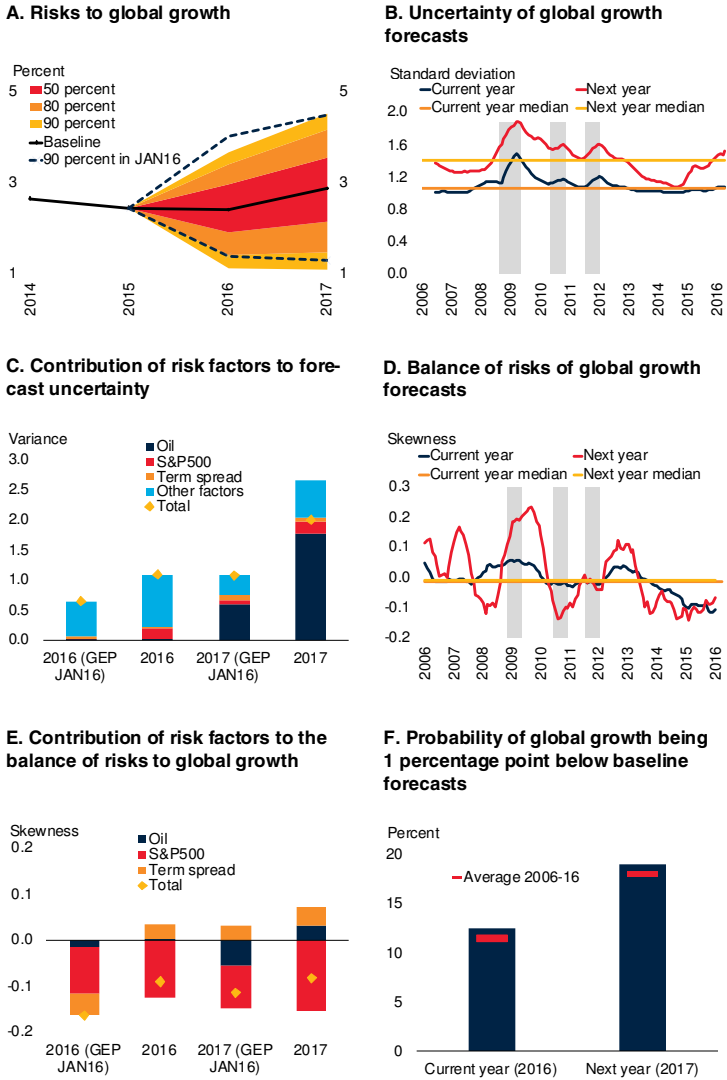 A. Risks to global growth
Percent
5
5
50 percent
80 percent
90 percent
Baseline
90 percent in JAN16
3
3
1
1
2014
2015
2016
2017
B. Uncertainty of global growth
forecasts
Standard deviation
Current year
Next year
Current year median
Next year median
2.0
1.6
1.2
0.8
0.4
0.0
2006
2007
2008
2009
2010
2011
2012
2013
2014
2015
2016
C. Contribution of risk factors to fore-
cast uncertainty
Variance
Oil
S&P500
Term spread
Other factors
Total
3.0
2.5
2.0
1.5
1.0
0.5
0.0
2016 (GEP
JAN16)
2016
2017 (GEP
JAN16)
2017
D. Balance of risks of global growth
forecasts
Skewness
Current year
Next year
Current year median
Next year median
0.3
0.2
0.1
0.0
-0.1
-0.2
2006
2007
2008
2009
2010
2011
2012
2013
2014
2015
2016
E. Contribution of risk factors to the
balance of risks to global growth
Skewness
Oil
S&P500
Term spread
Total
0.2
0.1
0.0
-0.1
-0.2
2016 (GEP
JAN16)
2016
2017 (GEP
JAN16)
2017
F. Probability of global growth being
1 percentage point below baseline
forecasts
Percent
20
15
10
5
0
Average 2006-16
Current year (2016)
Next year (2017)